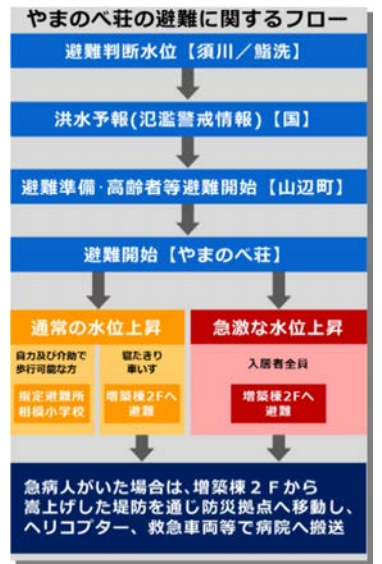 やまのべ荘の避難に関するフロー
避難判断水位【須川／鮨洗】
洪水予報(氾濫警戒情報)【国】
避難準備・高齢者等避難開始【山辺町】
避難開始【やまのべ荘】
通常の水位上昇
自力及び介助で
歩行可能な方
指定避難所
相模小学校
寝たきり
車いす
増築棟2Fへ
避難
急激な水位上昇
入居者全員
増築棟2Fへ
避難
急病人がいた場合は、増築棟２Ｆから
嵩上げした堤防を通じ防災拠点へ移動し、
ヘリコプター、救急車両等で病院へ搬送